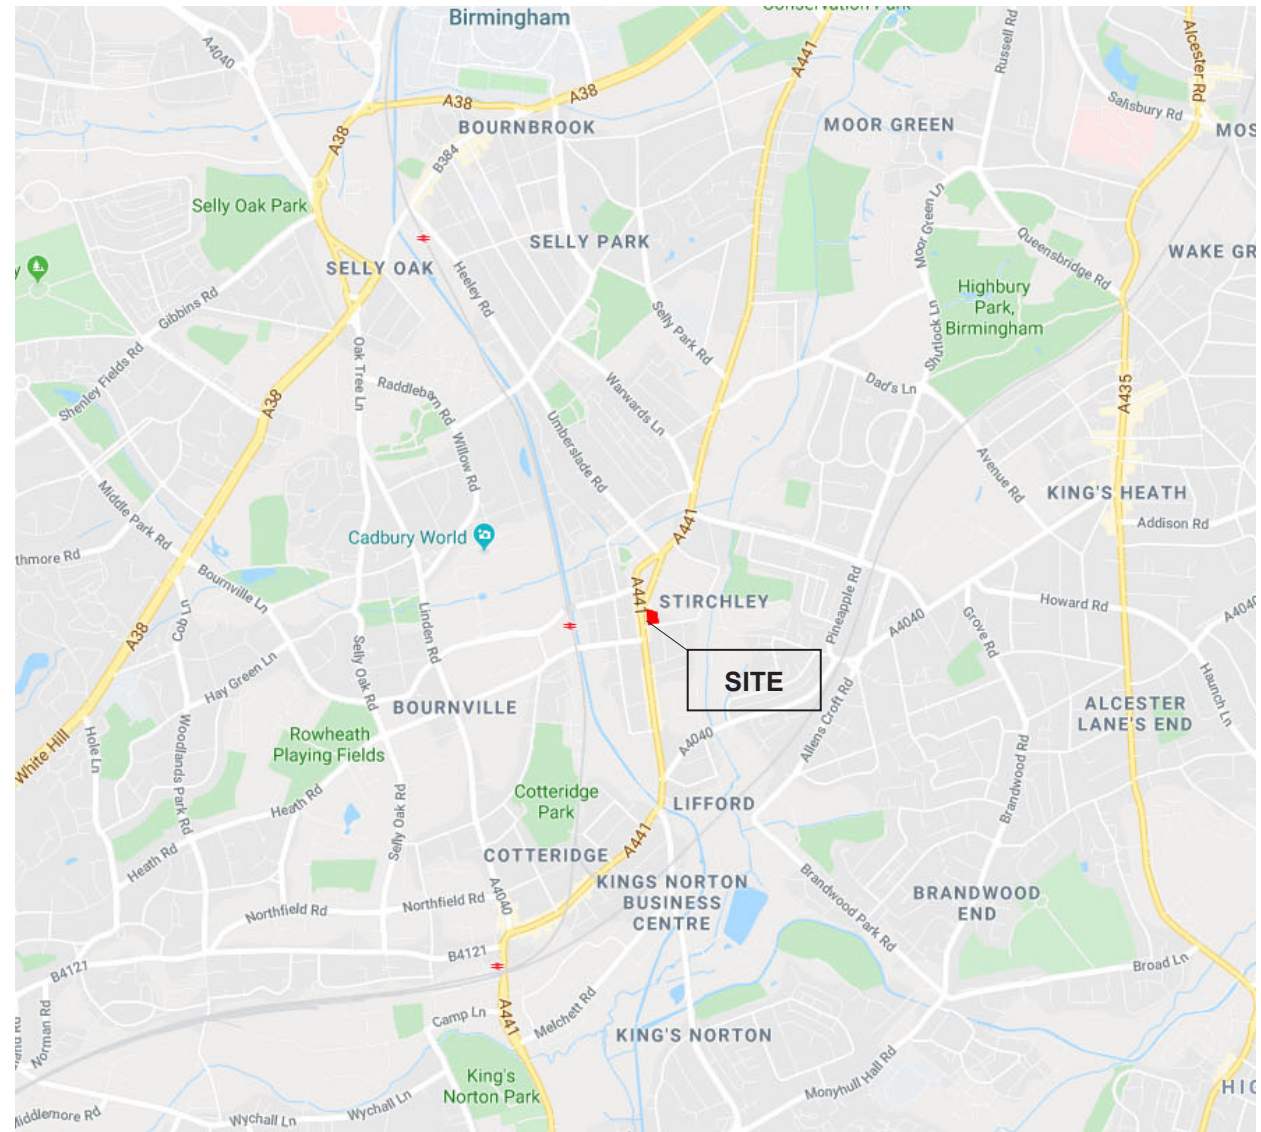 Birmingham
Conservation Park
A4040
A441
Russell Rd
Alcester Rd
A38
A38
A38
BOURNBROOK
MOOR GREEN
Salisbury Rd
MOS
B384
Selly Oak Park
SELLY PARK
Moor Green Ln
Queensbridge Rd
WAKE GR
SELLY OAK
y
Heeley Rd
Highbury
Park,
Birmingham
Gibbins Rd
Selly Park Rd
Shutlock Ln
Oak Tree Ln
Shenley Fields Rd
Raddlebarn Rd
Warwards Ln
Dad's Ln
A435
A38
Umberslade Rd
Willow Rd
Avenue Rd
KING'S HEATH
Middle Park Rd
Addison Rd
A441
Cadbury World
thmore Rd
Bournville Ln
A441
STIRCHLEY
Pineapple Rd
Howard Rd
A4040
Cob Ln
Linden Rd
A4040
Grove Rd
A38
Selly Oak Rd
Hay Green Ln
SITE
Haunch Ln
BOURNVILLE
Allens Croft Rd
ALCESTER
LANE'S END
Hole Ln
Woodlands Park Rd
Rowheath
Playing Fields
A4040
White Hill
Brandwood Rd
Cotteridge
Park
Heath Rd
LIFFORD
Selly Oak Rd
A441
Heath Rd
COTTERIDGE
KINGS NORTON
BUSINESS
CENTRE
A4040
Brandwood Park Rd
BRANDWOOD
END
Northfield Rd
Northfield Rd
B4121
B4121
Broad Ln
A441
Camp Ln
Melchett Rd
Norman Rd
KING'S NORTON
Monyhull Hall Rd
King's
Norton Park
HIG
Middlemore Rd
Wychall Ln
Wychall Ln